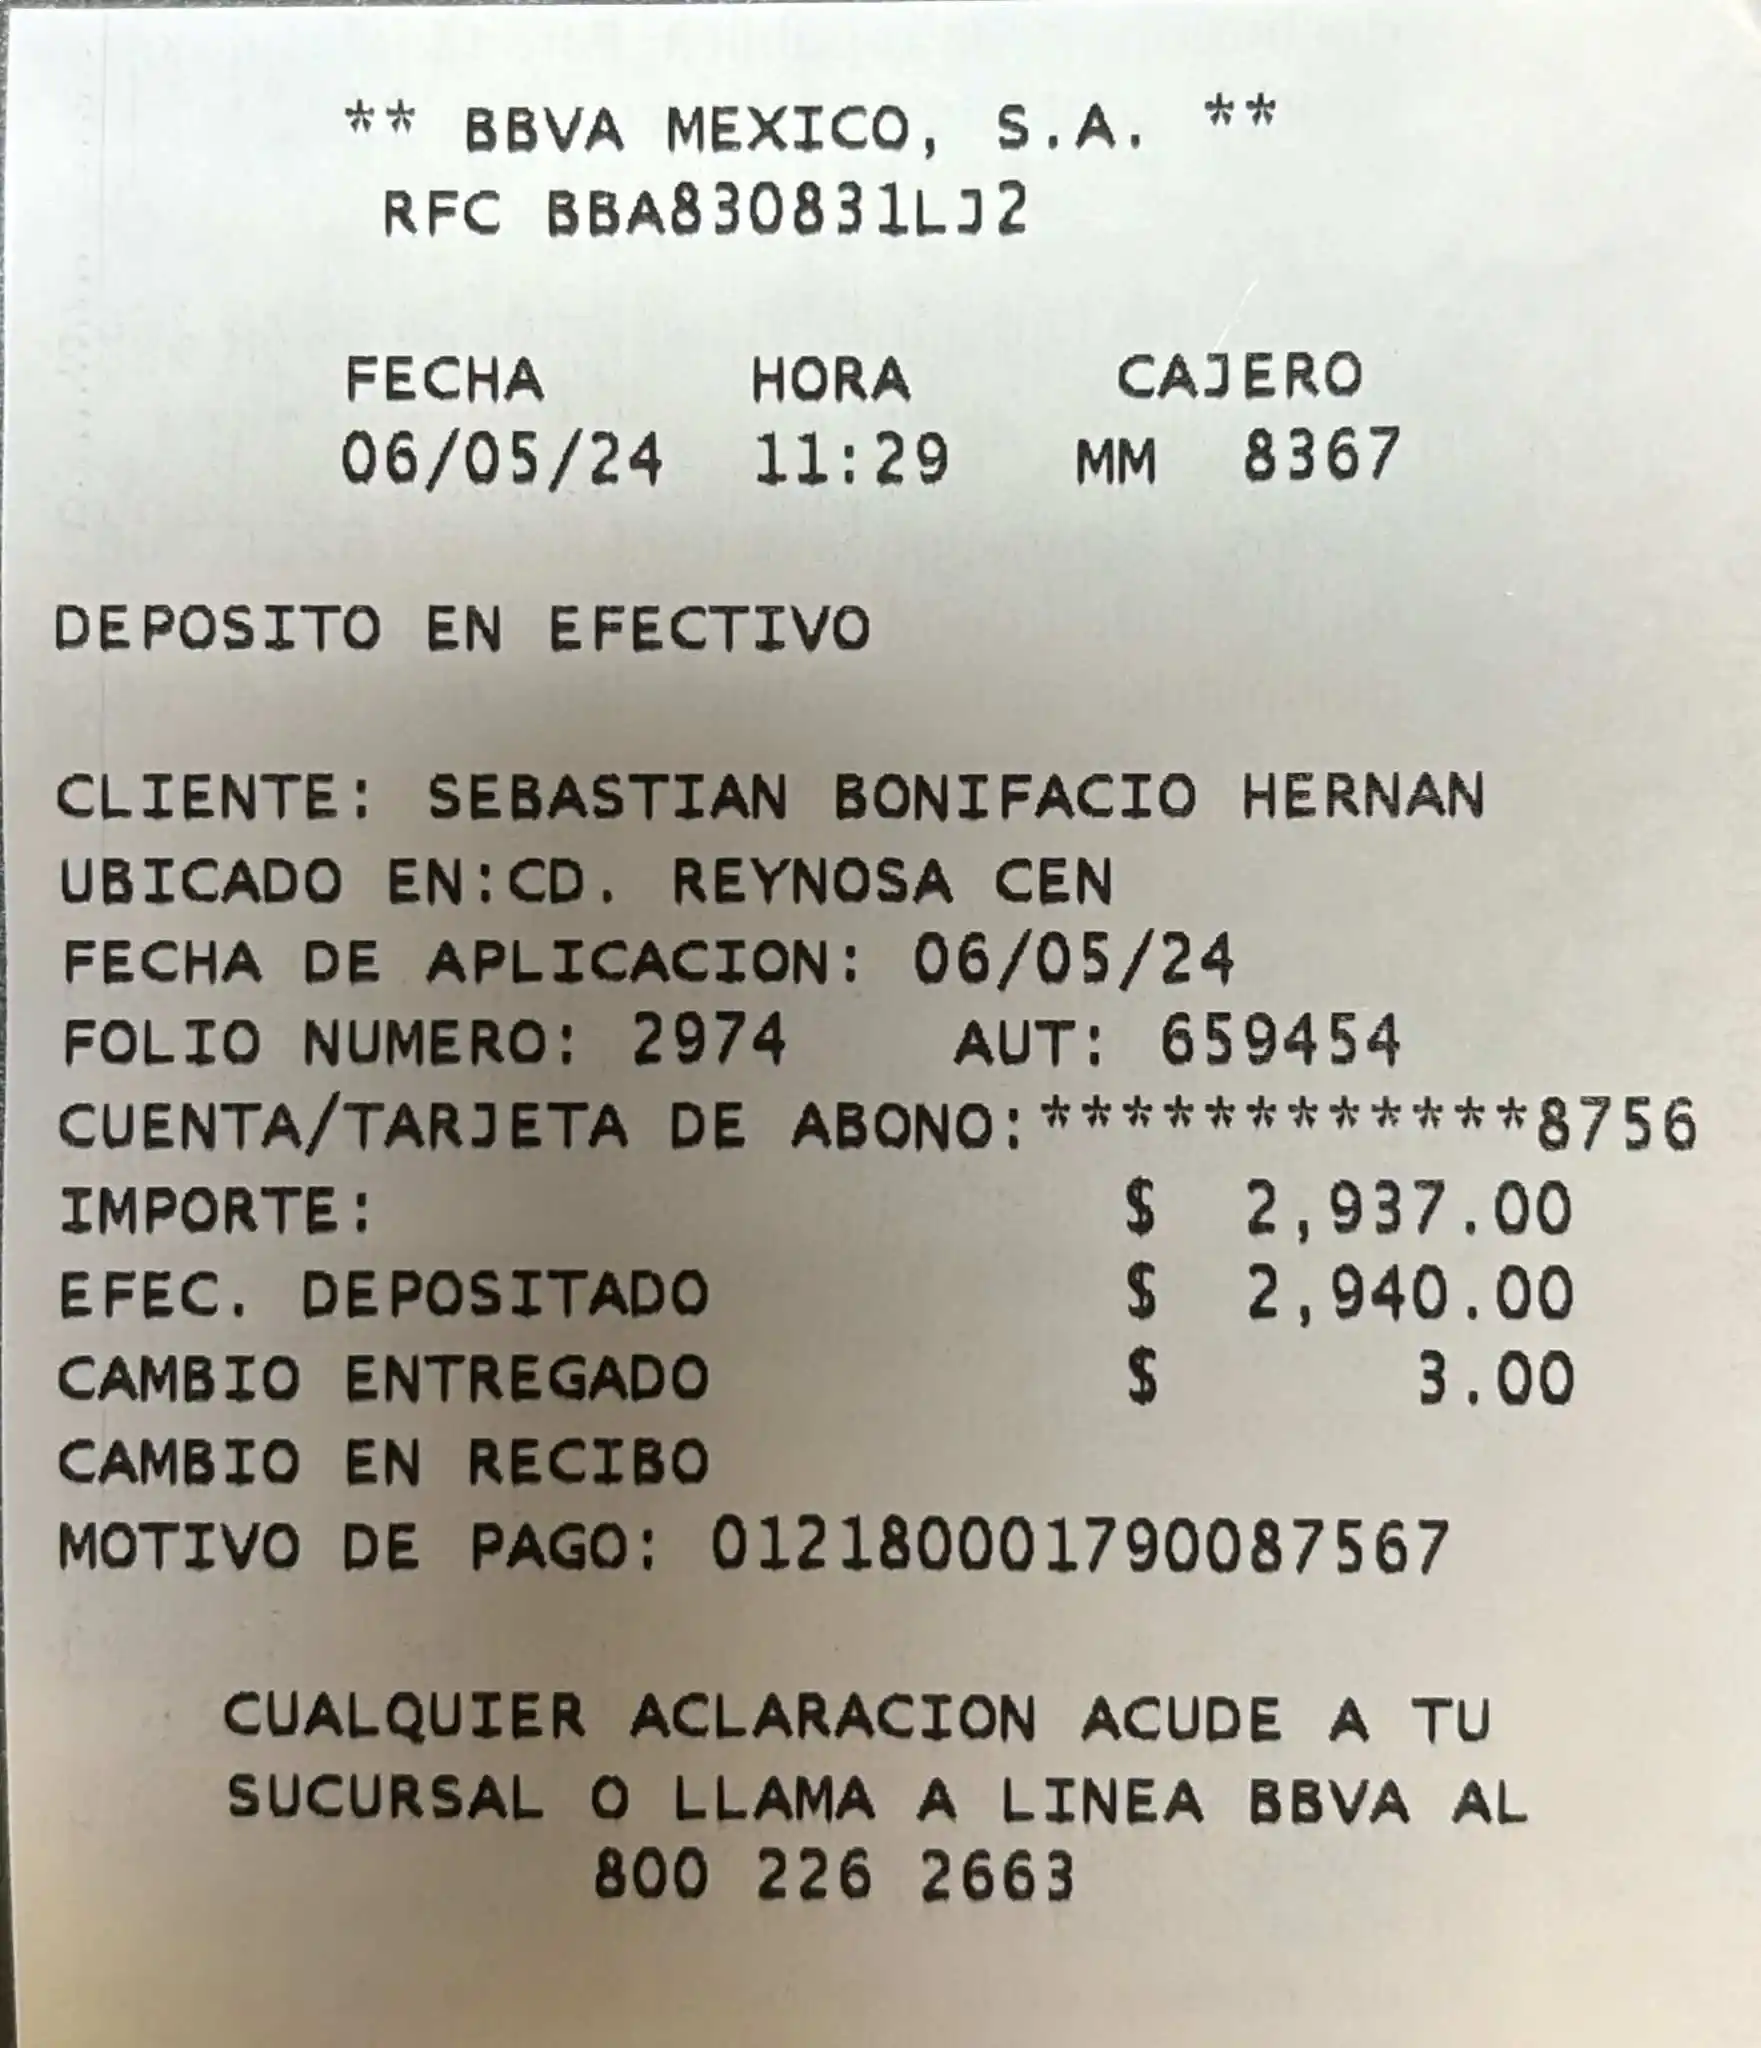 ** BBVA MEXICO, S.A. **
RFC BBA830831LJ2
FECHA HORA CAJERO
06/05/24 11:29 MM 8367
DEPOSITO EN EFECTIVO
CLIENTE: SEBASTIAN BONIFACIO HERNAN
UBICADO EN:CD. REYNOSA CEN
FECHA DE APLICACION: 06/05/24
FOLIO NUMERO: 2974 AUT: 659454
CUENTA/TARJETA DE ABONO:************8756
IMPORTE: $ 2,937.00
EFEC. DEPOSITADO $ 2,940.00
CAMBIO ENTREGADO $ 3.00
CAMBIO EN RECIBO
MOTIVO DE PAGO: 012180001790087567
CUALQUIER ACLARACION ACUDE A TU
SUCURSAL O LLAMA A LINEA BBVA AL
800 226 2663